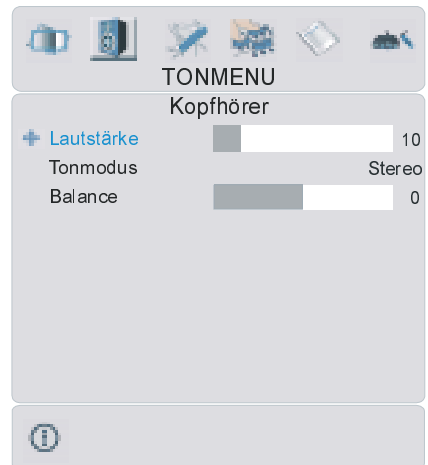 TONMENU
Kopfhörer
Lautstärke 10
Tonmodus Stereo
Balance 0